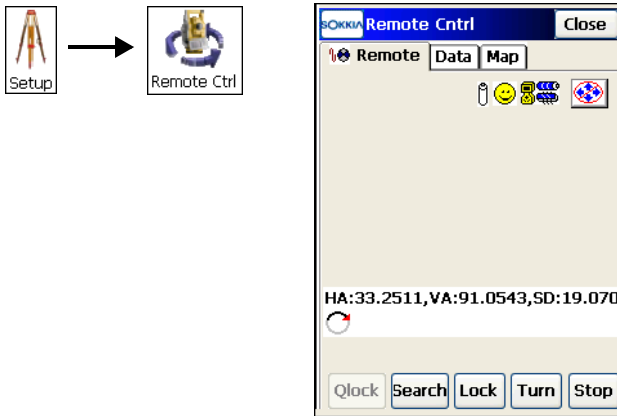 Setup
Remote Ctrl
SOKKIA Remote Cntrl Close
Remote Data Map
HA:33.2511,VA:91.0543,SD:19.070
Qlock Search Lock Turn Stop